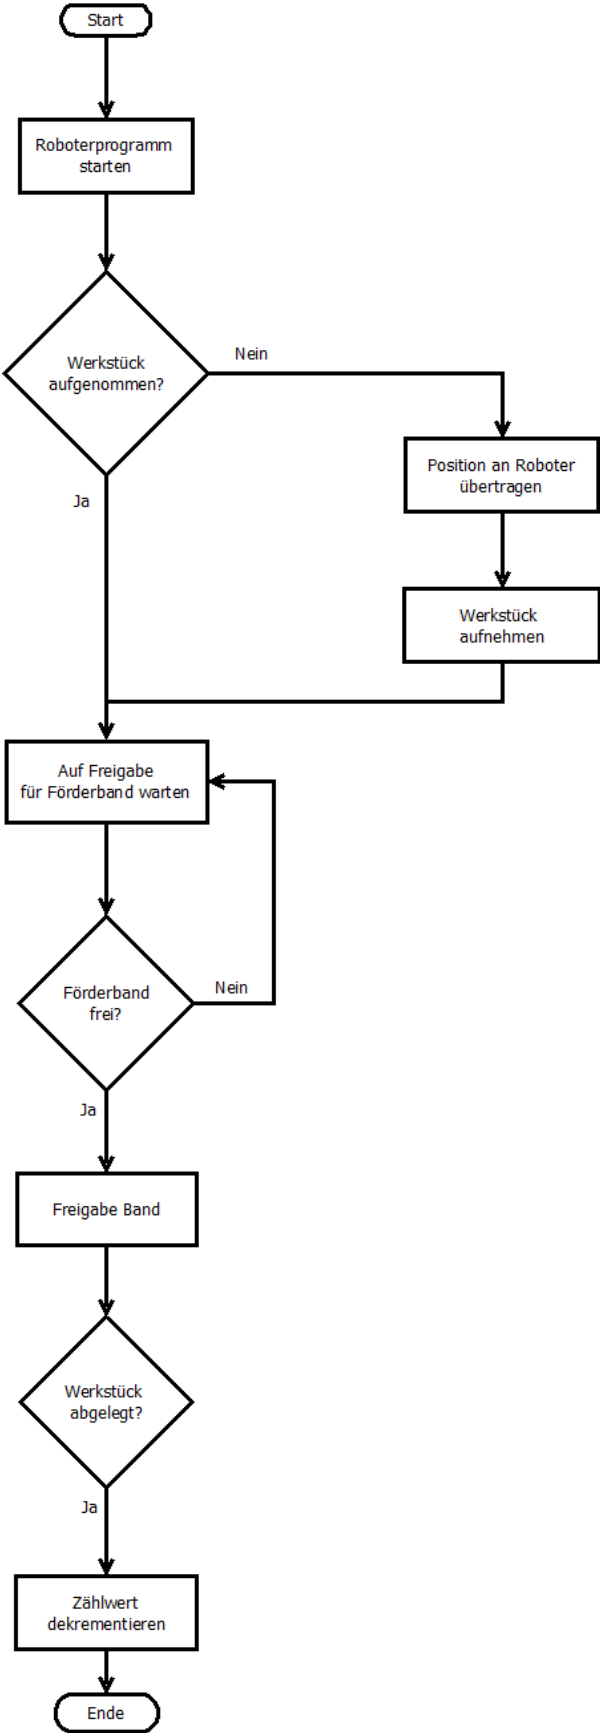 Start
Roboterprogramm
starten
Werkstück
aufgenommen?
Nein
Position an Roboter
übertragen
Ja
Werkstück
aufnehmen
Auf Freigabe
für Förderband warten
Förderband
frei?
Nein
Ja
Freigabe Band
Werkstück
abgelegt?
Ja
Zählwert
dekrementieren
Ende